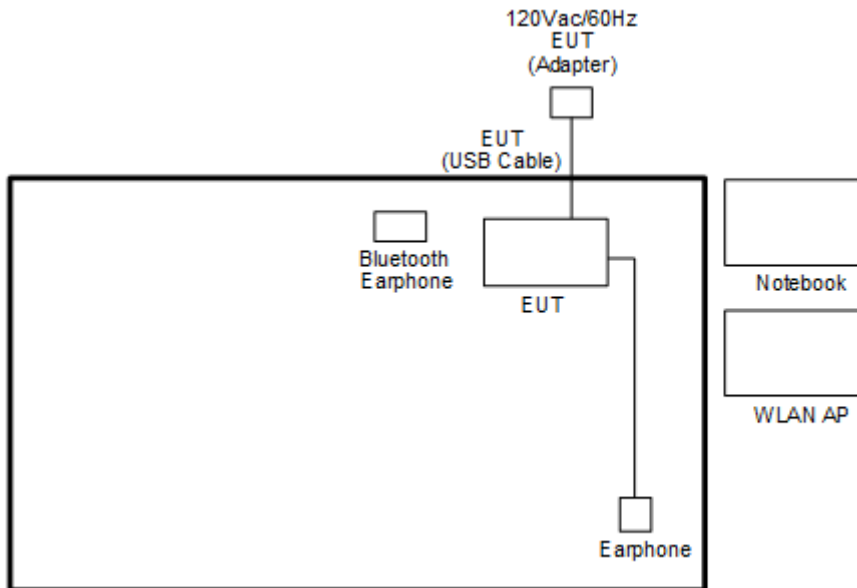 120Vac/60Hz
EUT
(Adapter)
EUT
(USB Cable)
Bluetooth
Earphone
EUT
Notebook
WLAN AP
Earphone